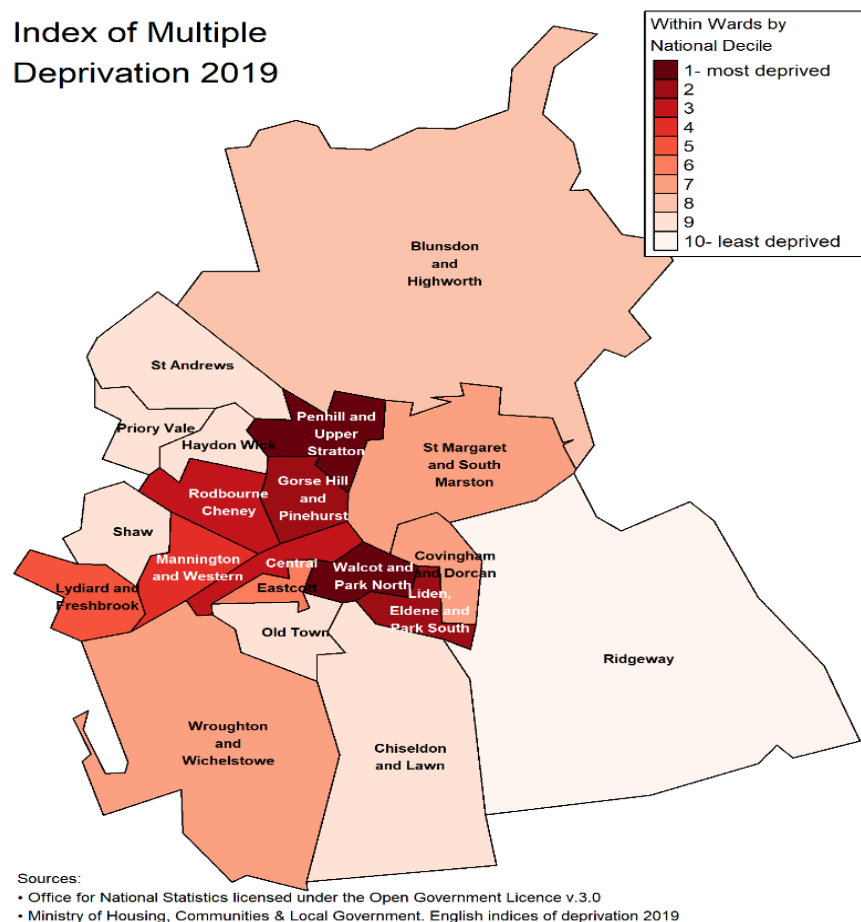 Index of Multiple
Deprivation 2019
Within Wards by
National Decile
1- most deprived
2
3
4
5
6
7
8
9
10- least deprived
Blunsdon
and
Highworth
St Andrews
Priory Vale
Haydon Wick
Penhill and
Upper
Stratton
St Margaret
and South
Marston
Gorse Hill
and
Pinehurst
Rodbourne
Cheney
Shaw
Mannington
and Western
Central
Walcot and
Park North
Covingham
and Dorcan
Lydiard and
Freshbrook
Eastcott
Liden,
Eldene and
Park South
Old Town
Ridgeway
Wroughton
and
Wichelstowe
Chiseldon
and Lawn
Sources:
• Office for National Statistics licensed under the Open Government Licence v.3.0
• Ministry of Housing, Communities & Local Government. English indices of deprivation 2019